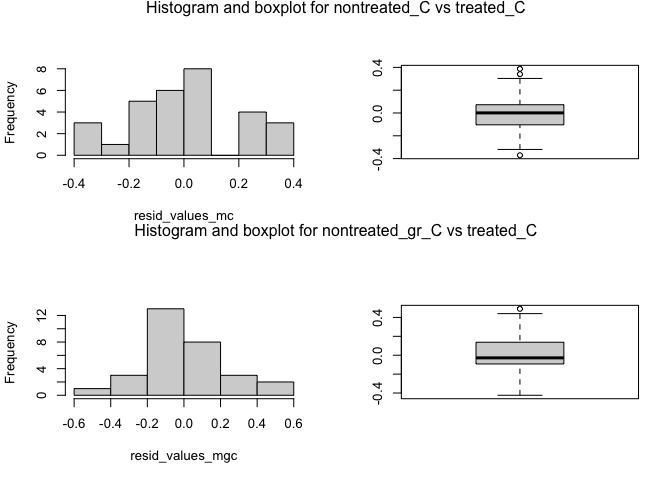 Histogram and boxplot for nontreated_C vs treated_C
Frequency
0 2 4 6 8
-0.4 -0.2 0.0 0.2 0.4
resid_values_mc
-0.4 0.0 0.4
Histogram and boxplot for nontreated_gr_C vs treated_C
Frequency
0 4 8 12
-0.6 -0.4 -0.2 0.0 0.2 0.4 0.6
resid_values_mgc
-0.4 0.0 0.4